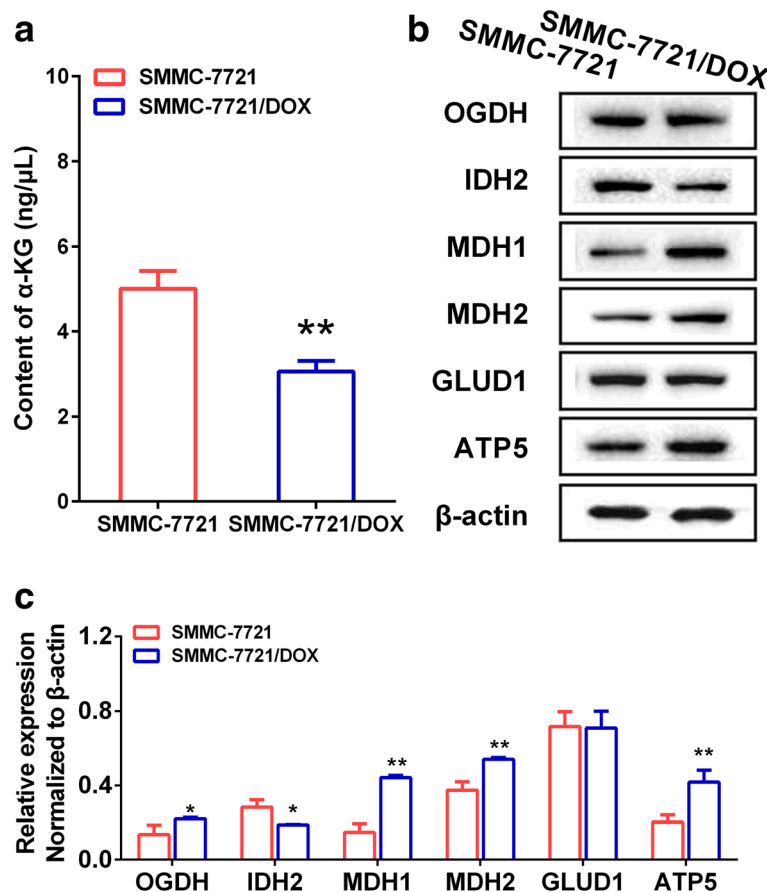 a
SMMC-7721
SMMC-7721/DOX
Content of α-KG (ng/µL)
10
8
6
4
2
0
**
SMMC-7721 SMMC-7721/DOX
b
SMMC-7721
SMMC-7721/DOX
OGDH
IDH2
MDH1
MDH2
GLUD1
ATP5
β-actin
c
SMMC-7721
SMMC-7721/DOX
Relative expression
Normalized to β-actin
1.2
0.8
0.4
0.0
* * ** ** **
OGDH IDH2 MDH1 MDH2 GLUD1 ATP5